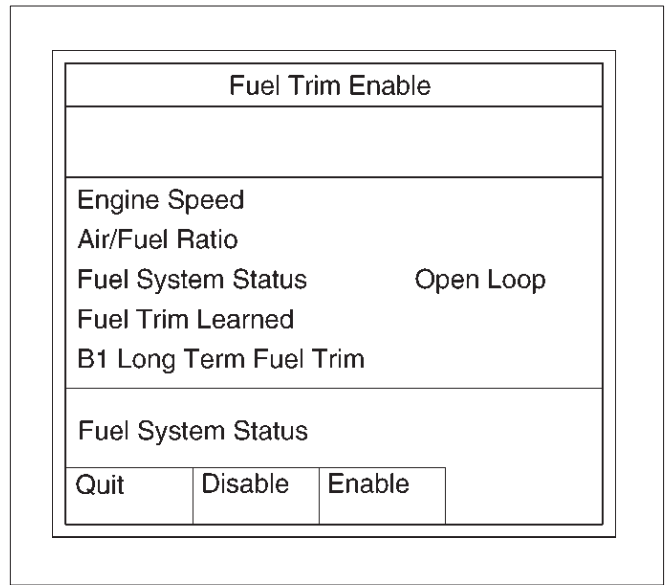 Fuel Trim Enable
Engine Speed
Air/Fuel Ratio
Fuel System Status Open Loop
Fuel Trim Learned
B1 Long Term Fuel Trim
Fuel System Status
Quit Disable Enable